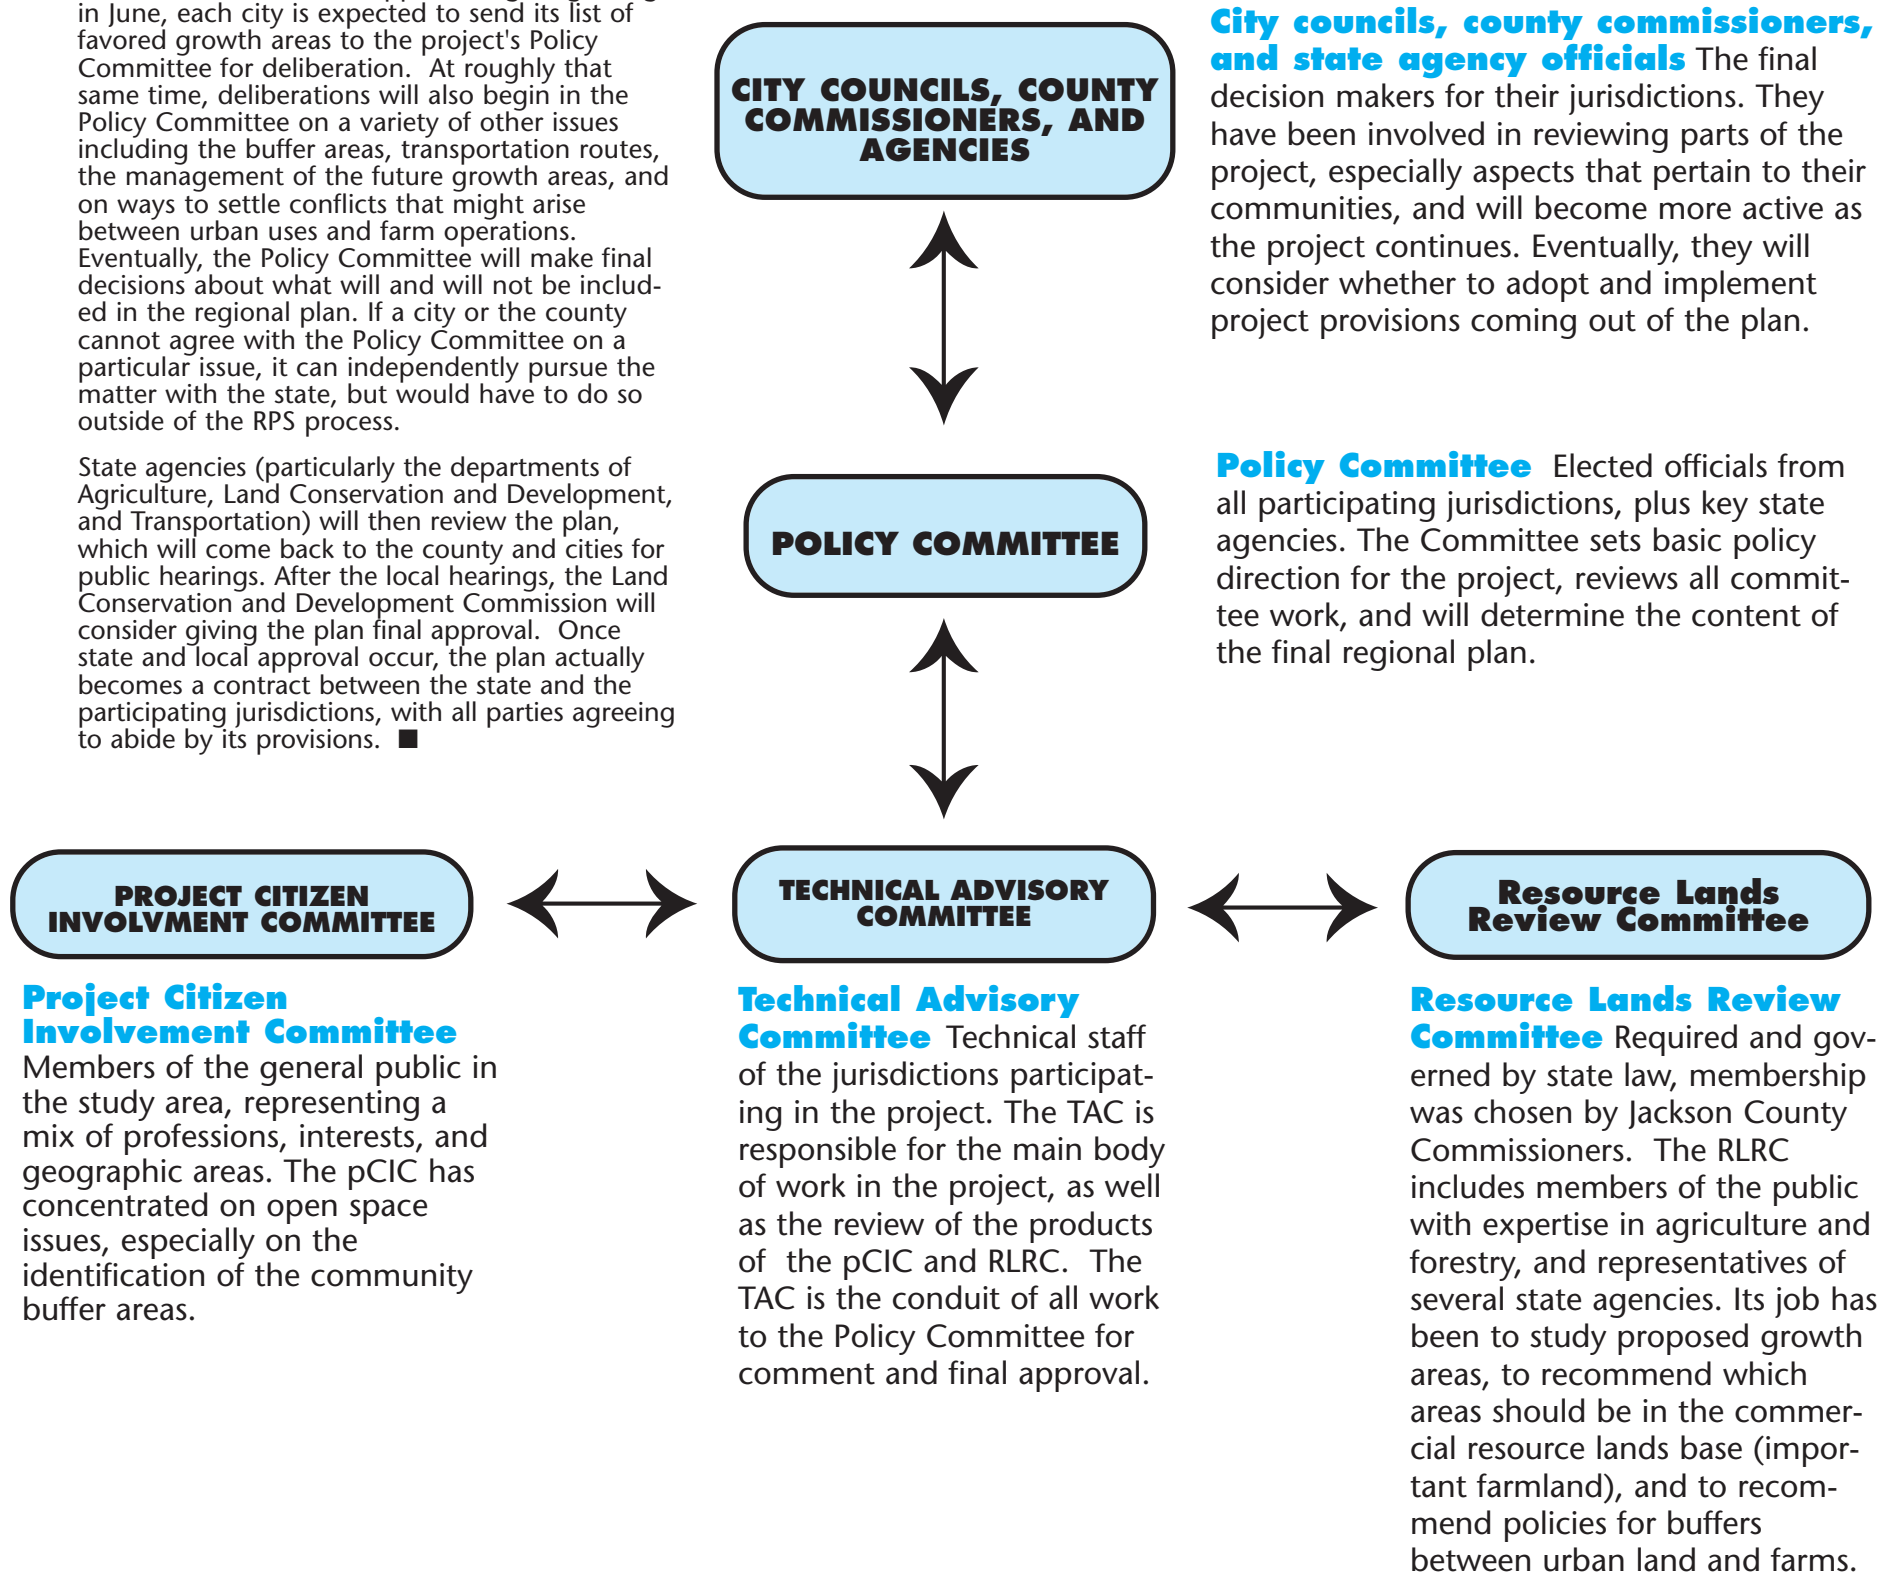 in June, each city is expected to send its list of
favored growth areas to the project's Policy
Committee for deliberation.  At roughly that
same time, deliberations will also begin in the
Policy Committee on a variety of other issues
including the buffer areas, transportation routes,
the management of the future growth areas, and
on ways to settle conflicts that might arise
between urban uses and farm operations.
Eventually, the Policy Committee will make final
decisions about what will and will not be includ-
ed in the regional plan. If a city or the county
cannot agree with the Policy Committee on a
particular issue, it can independently pursue the
matter with the state, but would have to do so
outside of the RPS process.
State agencies (particularly the departments of
Agriculture, Land Conservation and Development,
and Transportation) will then review the plan,
which will come back to the county and cities for
public hearings. After the local hearings, the Land
Conservation and Development Commission will
consider giving the plan final approval.  Once
state and local approval occur, the plan actually
becomes a contract between the state and the
participating jurisdictions, with all parties agreeing
to abide by its provisions. ■
CITY COUNCILS, COUNTY
COMMISSIONERS, AND
AGENCIES
City councils, county commissioners,
and state agency officials The final
decision makers for their jurisdictions. They
have been involved in reviewing parts of the
project, especially aspects that pertain to their
communities, and will become more active as
the project continues. Eventually, they will
consider whether to adopt and implement
project provisions coming out of the plan.
POLICY COMMITTEE
Policy Committee  Elected officials from
all participating jurisdictions, plus key state
agencies. The Committee sets basic policy
direction for the project, reviews all commit-
tee work, and will determine the content of
the final regional plan.
PROJECT CITIZEN
INVOLVMENT COMMITTEE
TECHNICAL ADVISORY
COMMITTEE
Resource Lands
Review Committee
Project Citizen
Involvement Committee
Members of the general public in
the study area, representing a
mix of professions, interests, and
geographic areas. The pCIC has
concentrated on open space
issues, especially on the
identification of the community
buffer areas.
Technical Advisory
Committee Technical staff
of the jurisdictions participat-
ing in the project. The TAC is
responsible for the main body
of work in the project, as well
as the review of the products
of  the pCIC and RLRC.  The
TAC is the conduit of all work
to the Policy Committee for
comment and final approval.
Resource Lands Review
Committee Required and gov-
erned by state law, membership
was chosen by Jackson County
Commissioners.  The RLRC
includes members of the public
with expertise in agriculture and
forestry, and representatives of
several state agencies. Its job has
been to study proposed growth
areas, to recommend which
areas should be in the commer-
cial resource lands base (impor-
tant farmland), and to recom-
mend policies for buffers
between urban land and farms.